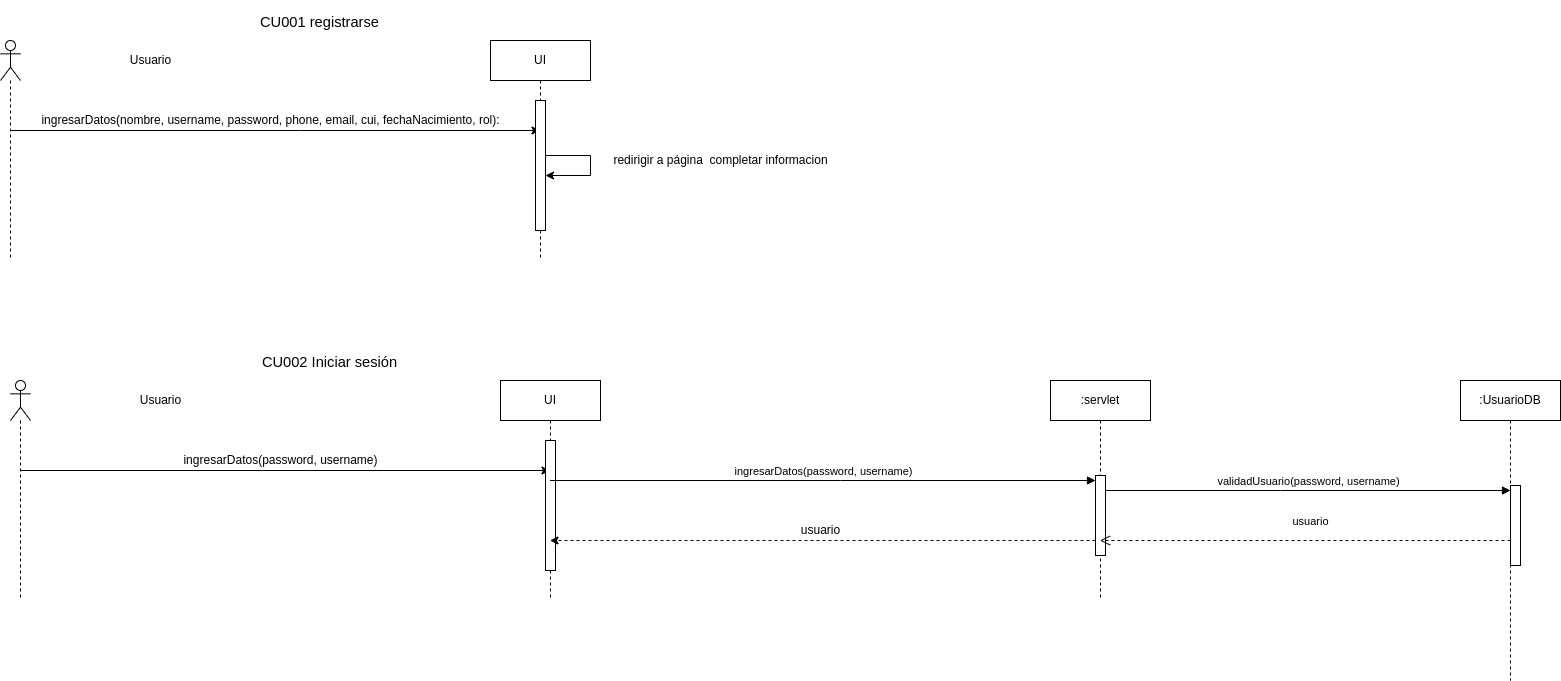 CU001 registrarse
Usuario
UI
ingresarDatos(nombre, username, password, phone, email, cui, fechaNacimiento, rol):
redirigir a página  completar informacion
CU002 Iniciar sesión
Usuario
UI
:servlet
:UsuarioDB
ingresarDatos(password, username)
ingresarDatos(password, username)
validadUsuario(password, username)
usuario
usuario